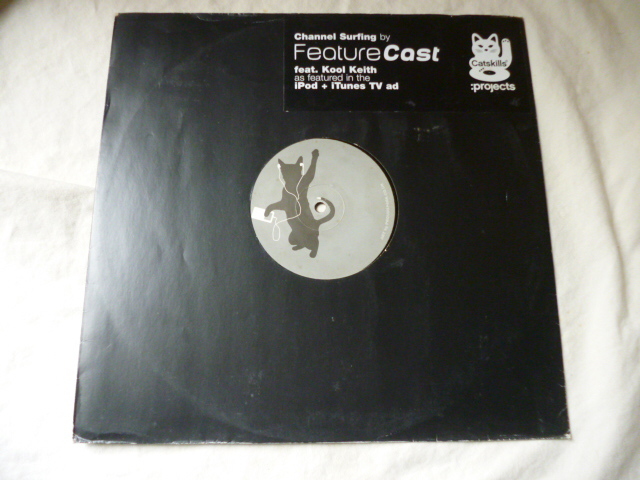 Channel Surfing by
FeatureCast
feat. Kool Keith
as featured in the
iPod + iTunes TV ad
Catskills
:projects